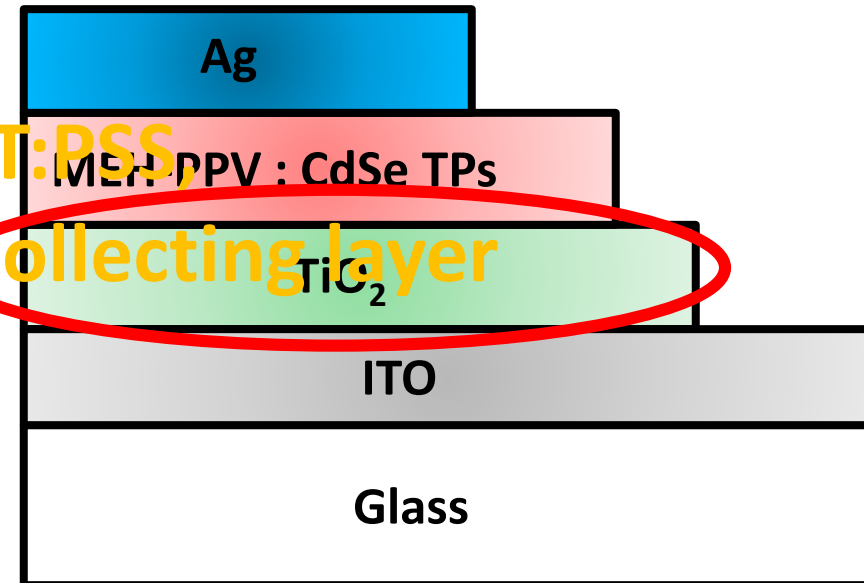 Ag
T:PSS,
MEH-PPV : CdSe TPs
ollecting layer
TiO₂
ITO
Glass